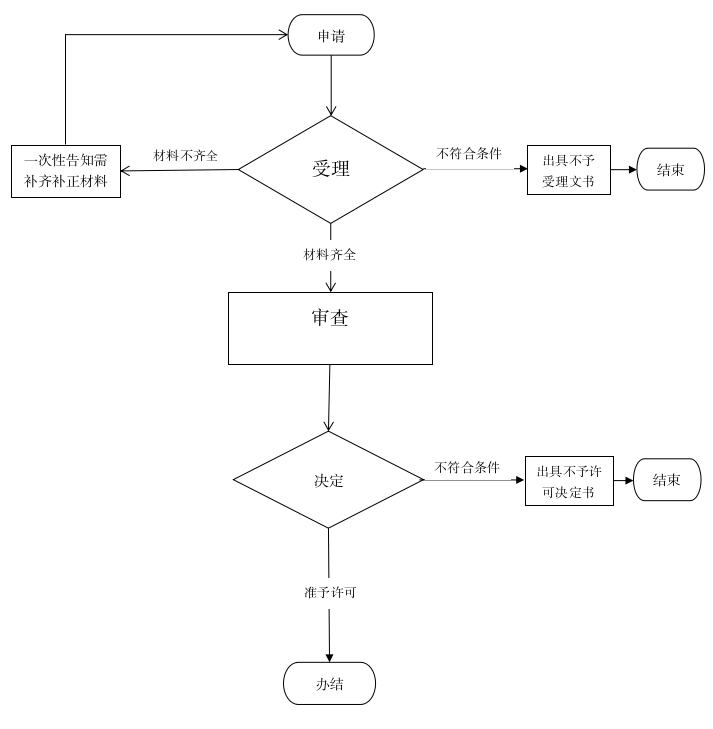 申请
一次性告知需
补齐补正材料
材料不齐全
受理
不符合条件
出具不予
受理文书
结束
材料齐全
审查
决定
不符合条件
出具不予许
可决定书
结束
准予许可
办结